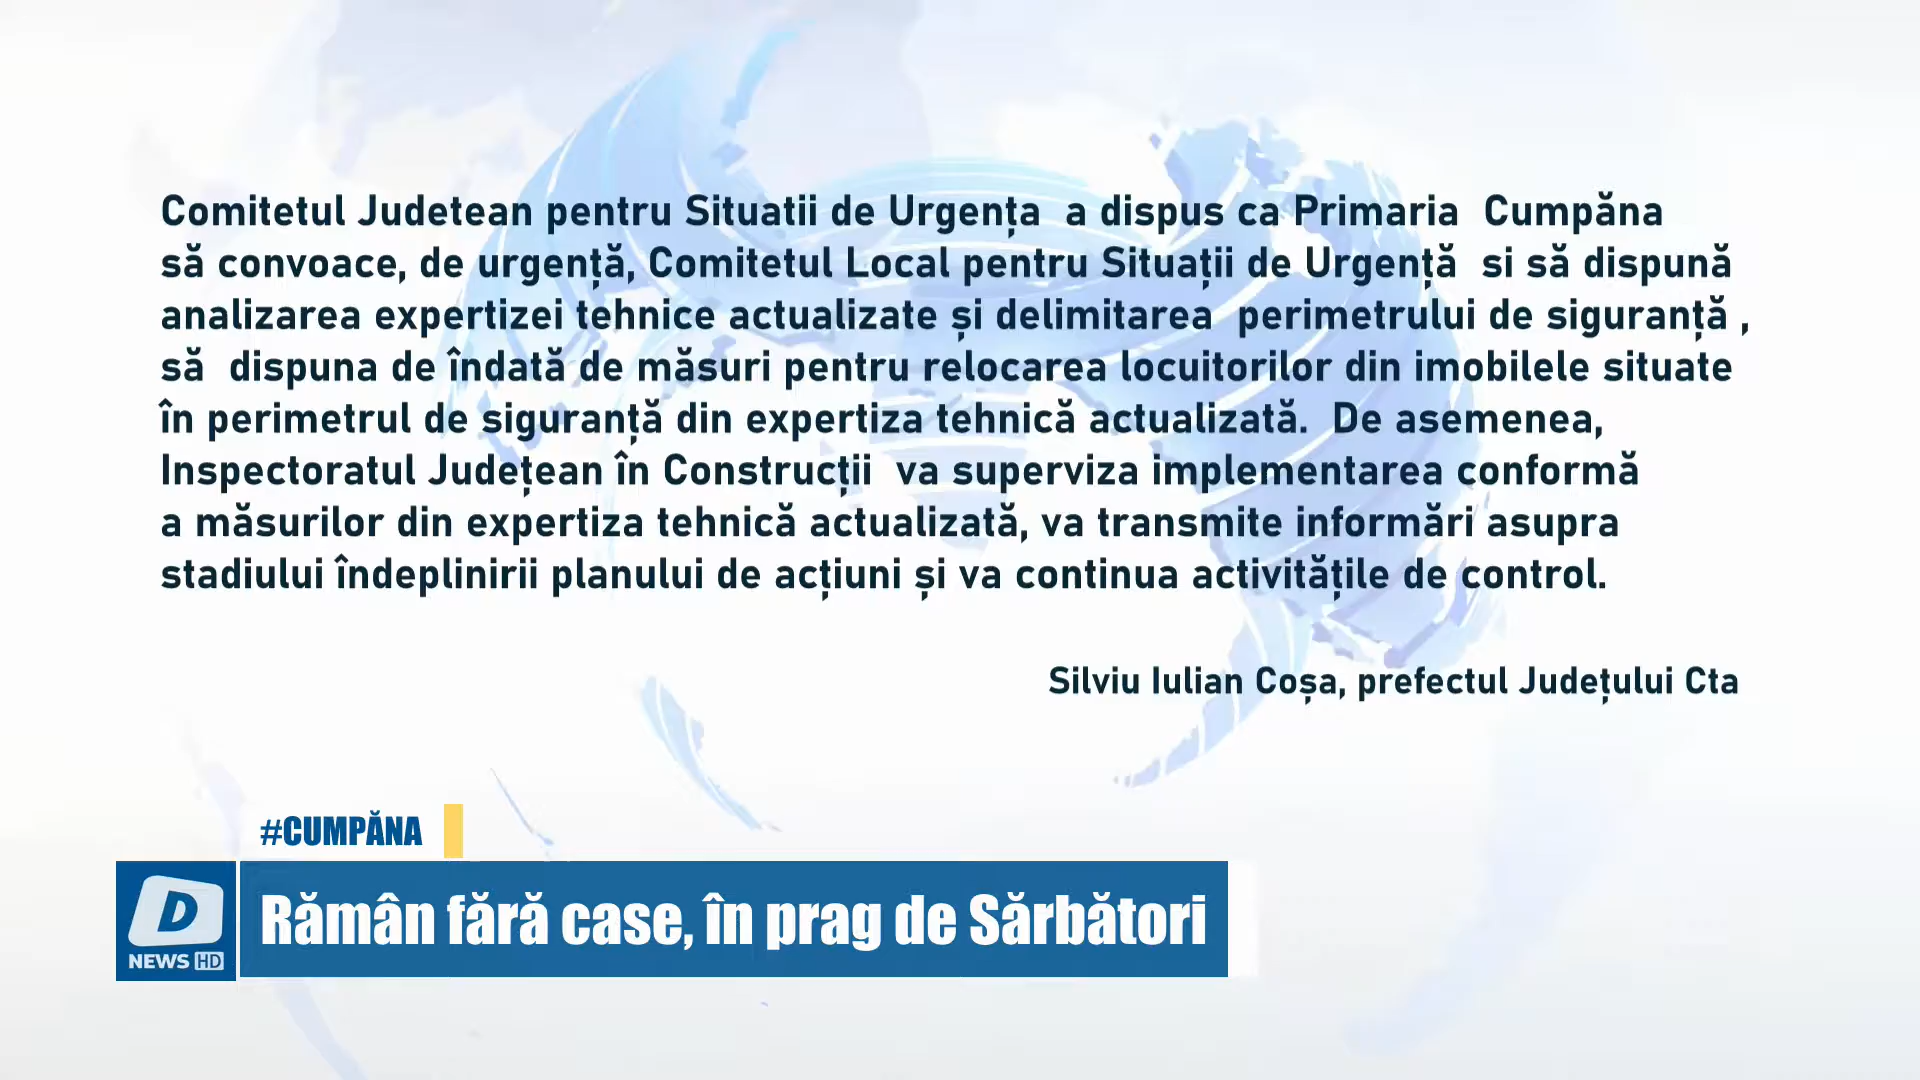 Comitetul Judetean pentru Situatii de Urgența a dispus ca Primaria Cumpăna
să convoace, de urgență, Comitetul Local pentru Situații de Urgență si să dispună
analizarea expertizei tehnice actualizate și delimitarea perimetrului de siguranță ,
să dispuna de îndată de măsuri pentru relocarea locuitorilor din imobilele situate
în perimetrul de siguranță din expertiza tehnică actualizată. De asemenea,
Inspectoratul Județean în Construcții va superviza implementarea conformă
a măsurilor din expertiza tehnică actualizată, va transmite informări asupra
stadiului îndeplinirii planului de acțiuni și va continua activitățile de control.
Silviu Iulian Coșa, prefectul Județului Cta
#CUMPĂNA
Rămân fără case, în prag de Sărbători
D
NEWS HD